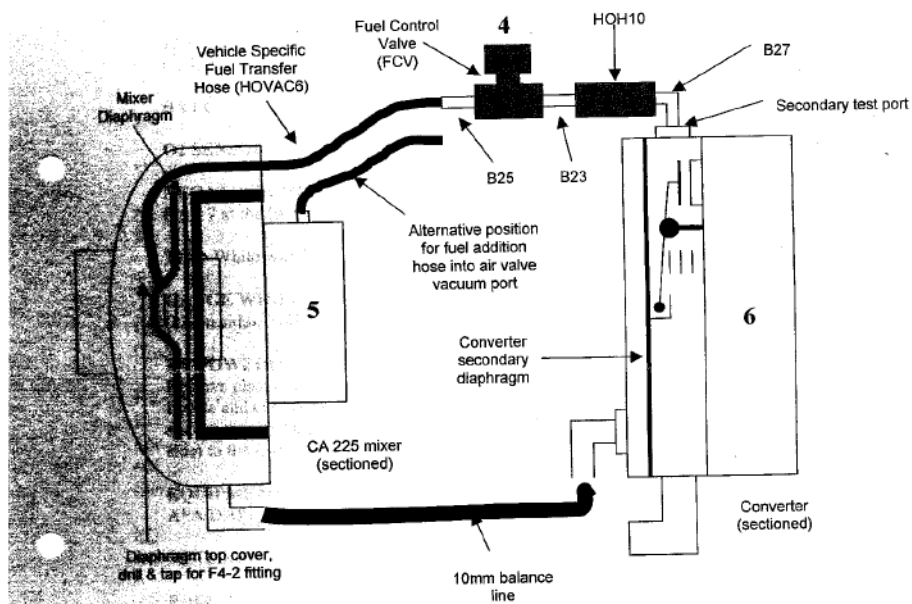 Fuel Control
Valve
(FCV)
4
HOH10
B27
Vehicle Specific
Fuel Transfer
Hose (HOVAC6)
Mixer
Diaphragm
Secondary test port
B25
B23
Alternative position
for fuel addition
hose into air valve
vacuum port
5
6
Converter
secondary
diaphragm
CA 225 mixer
(sectioned)
Converter
(sectioned)
Diaphragm top cover,
drill & tap for F4-2 fitting
10mm balance
line